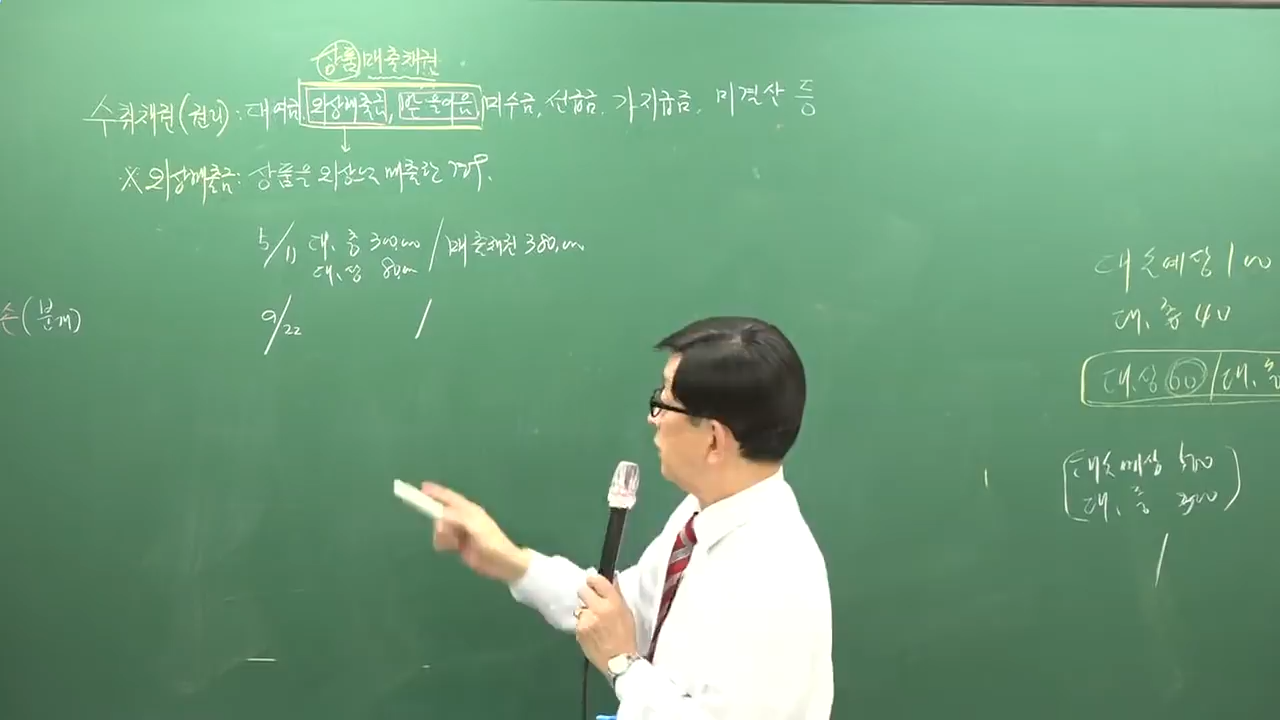 상품매출채권
수취채권(권리): 대여금, 외상매출금, 받을어음, 미수금, 선급금, 가지급금, 미결산 등
※ 외상매출금: 상품을 외상으로 매출한 경우.
5/11 대.충 300,000 / 매출채권 380,000
대.상 80,000
손(분개)
9/22 /
대손예상 100
대.충 40
대.상 60 / 대.충
(대손예상 500
대.충 300)
/